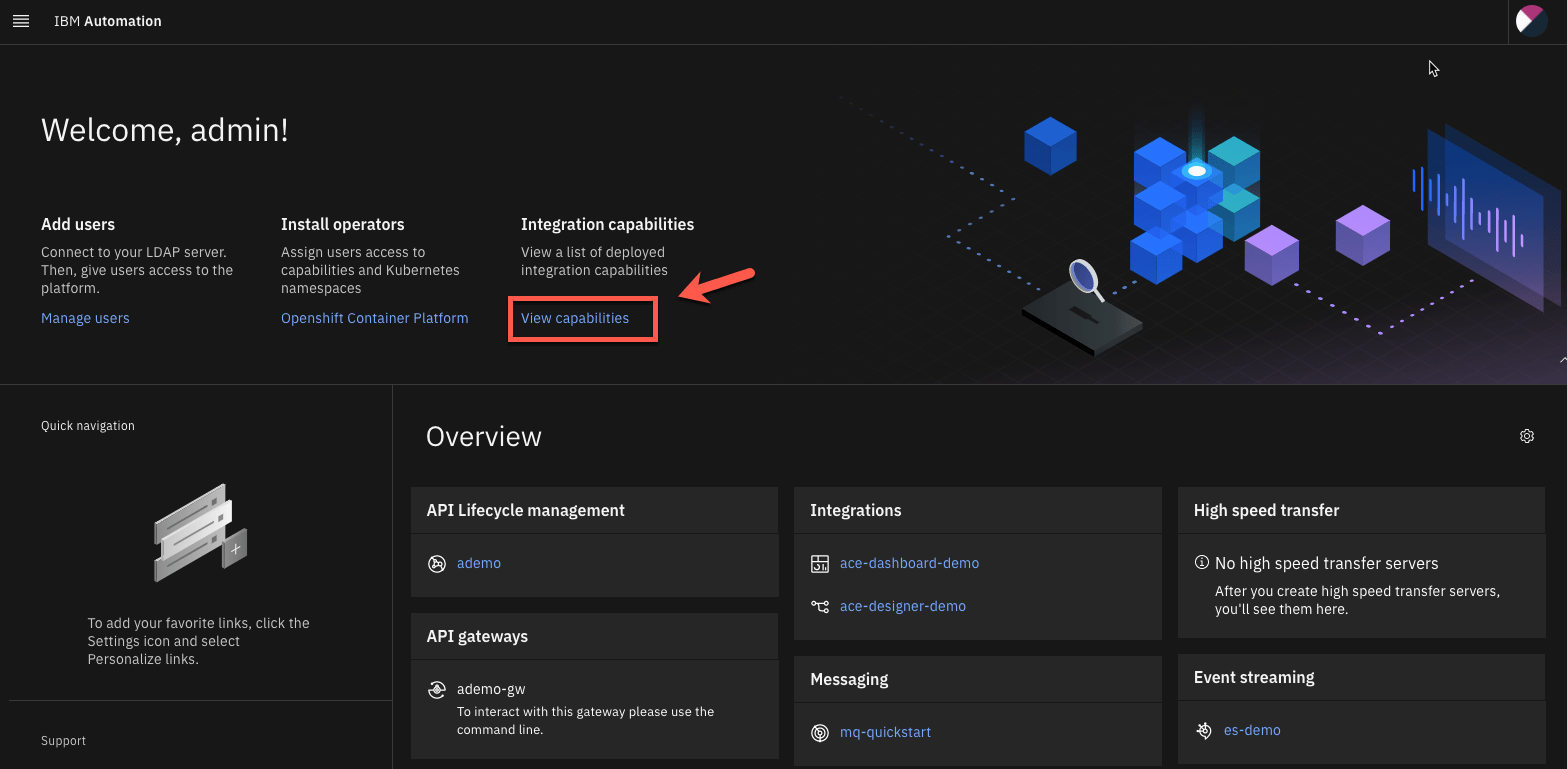 IBM Automation
Welcome, admin!
Add users
Connect to your LDAP server.
Then, give users access to the
platform.
Manage users
Install operators
Assign users access to
capabilities and Kubernetes
namespaces
Openshift Container Platform
Integration capabilities
View a list of deployed
integration capabilities
View capabilities
Quick navigation
To add your favorite links, click the
Settings icon and select
Personalize links.
Support
Overview
API Lifecycle management
ademo
API gateways
ademo-gw
To interact with this gateway please use the
command line.
Integrations
ace-dashboard-demo
ace-designer-demo
Messaging
mq-quickstart
High speed transfer
No high speed transfer servers
After you create high speed transfer servers,
you'll see them here.
Event streaming
es-demo